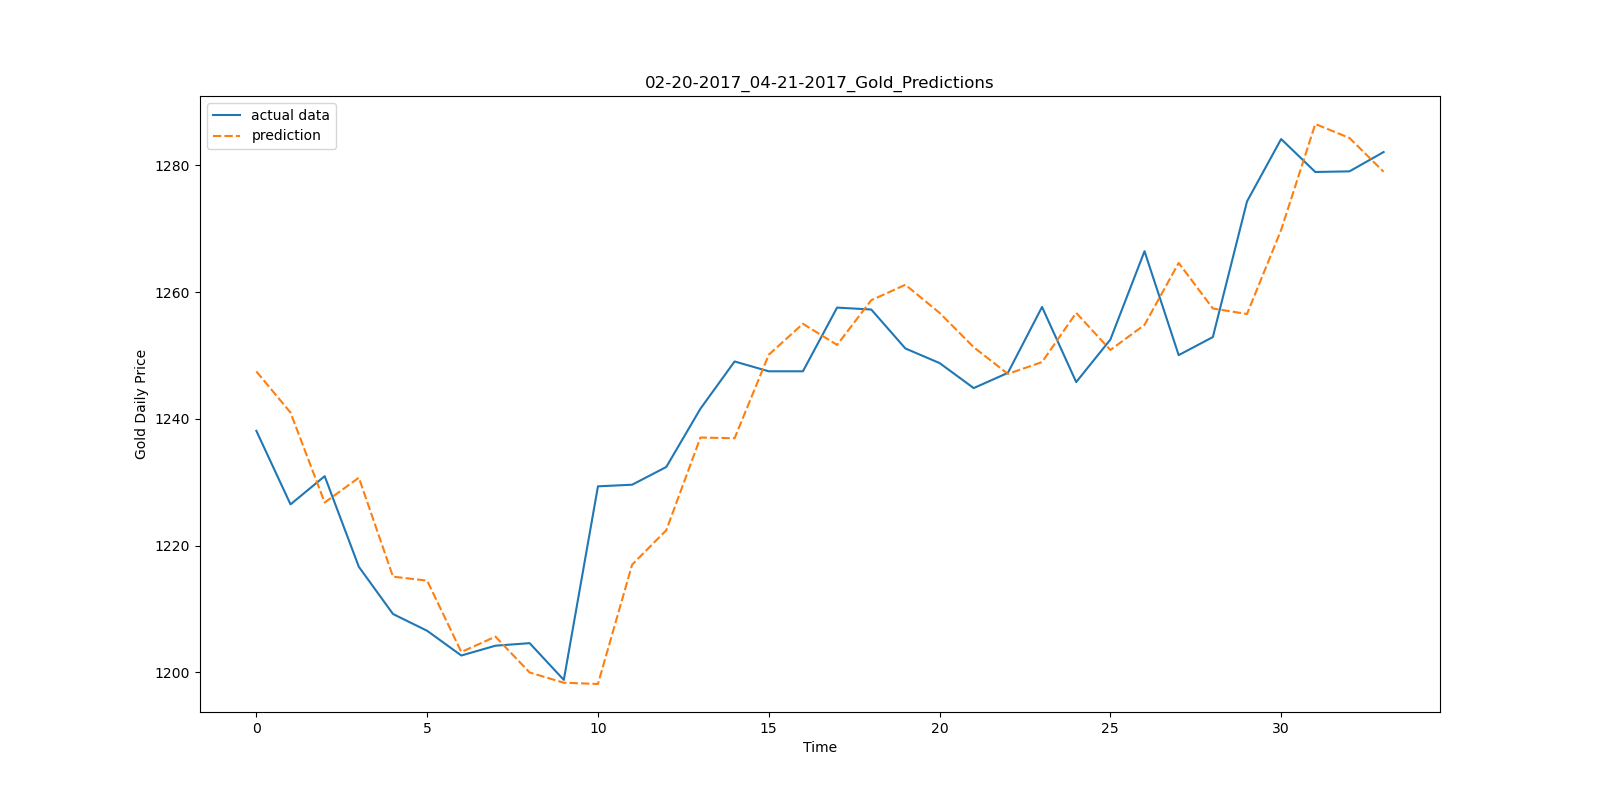 02-20-2017_04-21-2017_Gold_Predictions
actual data
prediction
1280
1260
1240
1220
1200
Gold Daily Price
0 5 10 15 20 25 30
Time